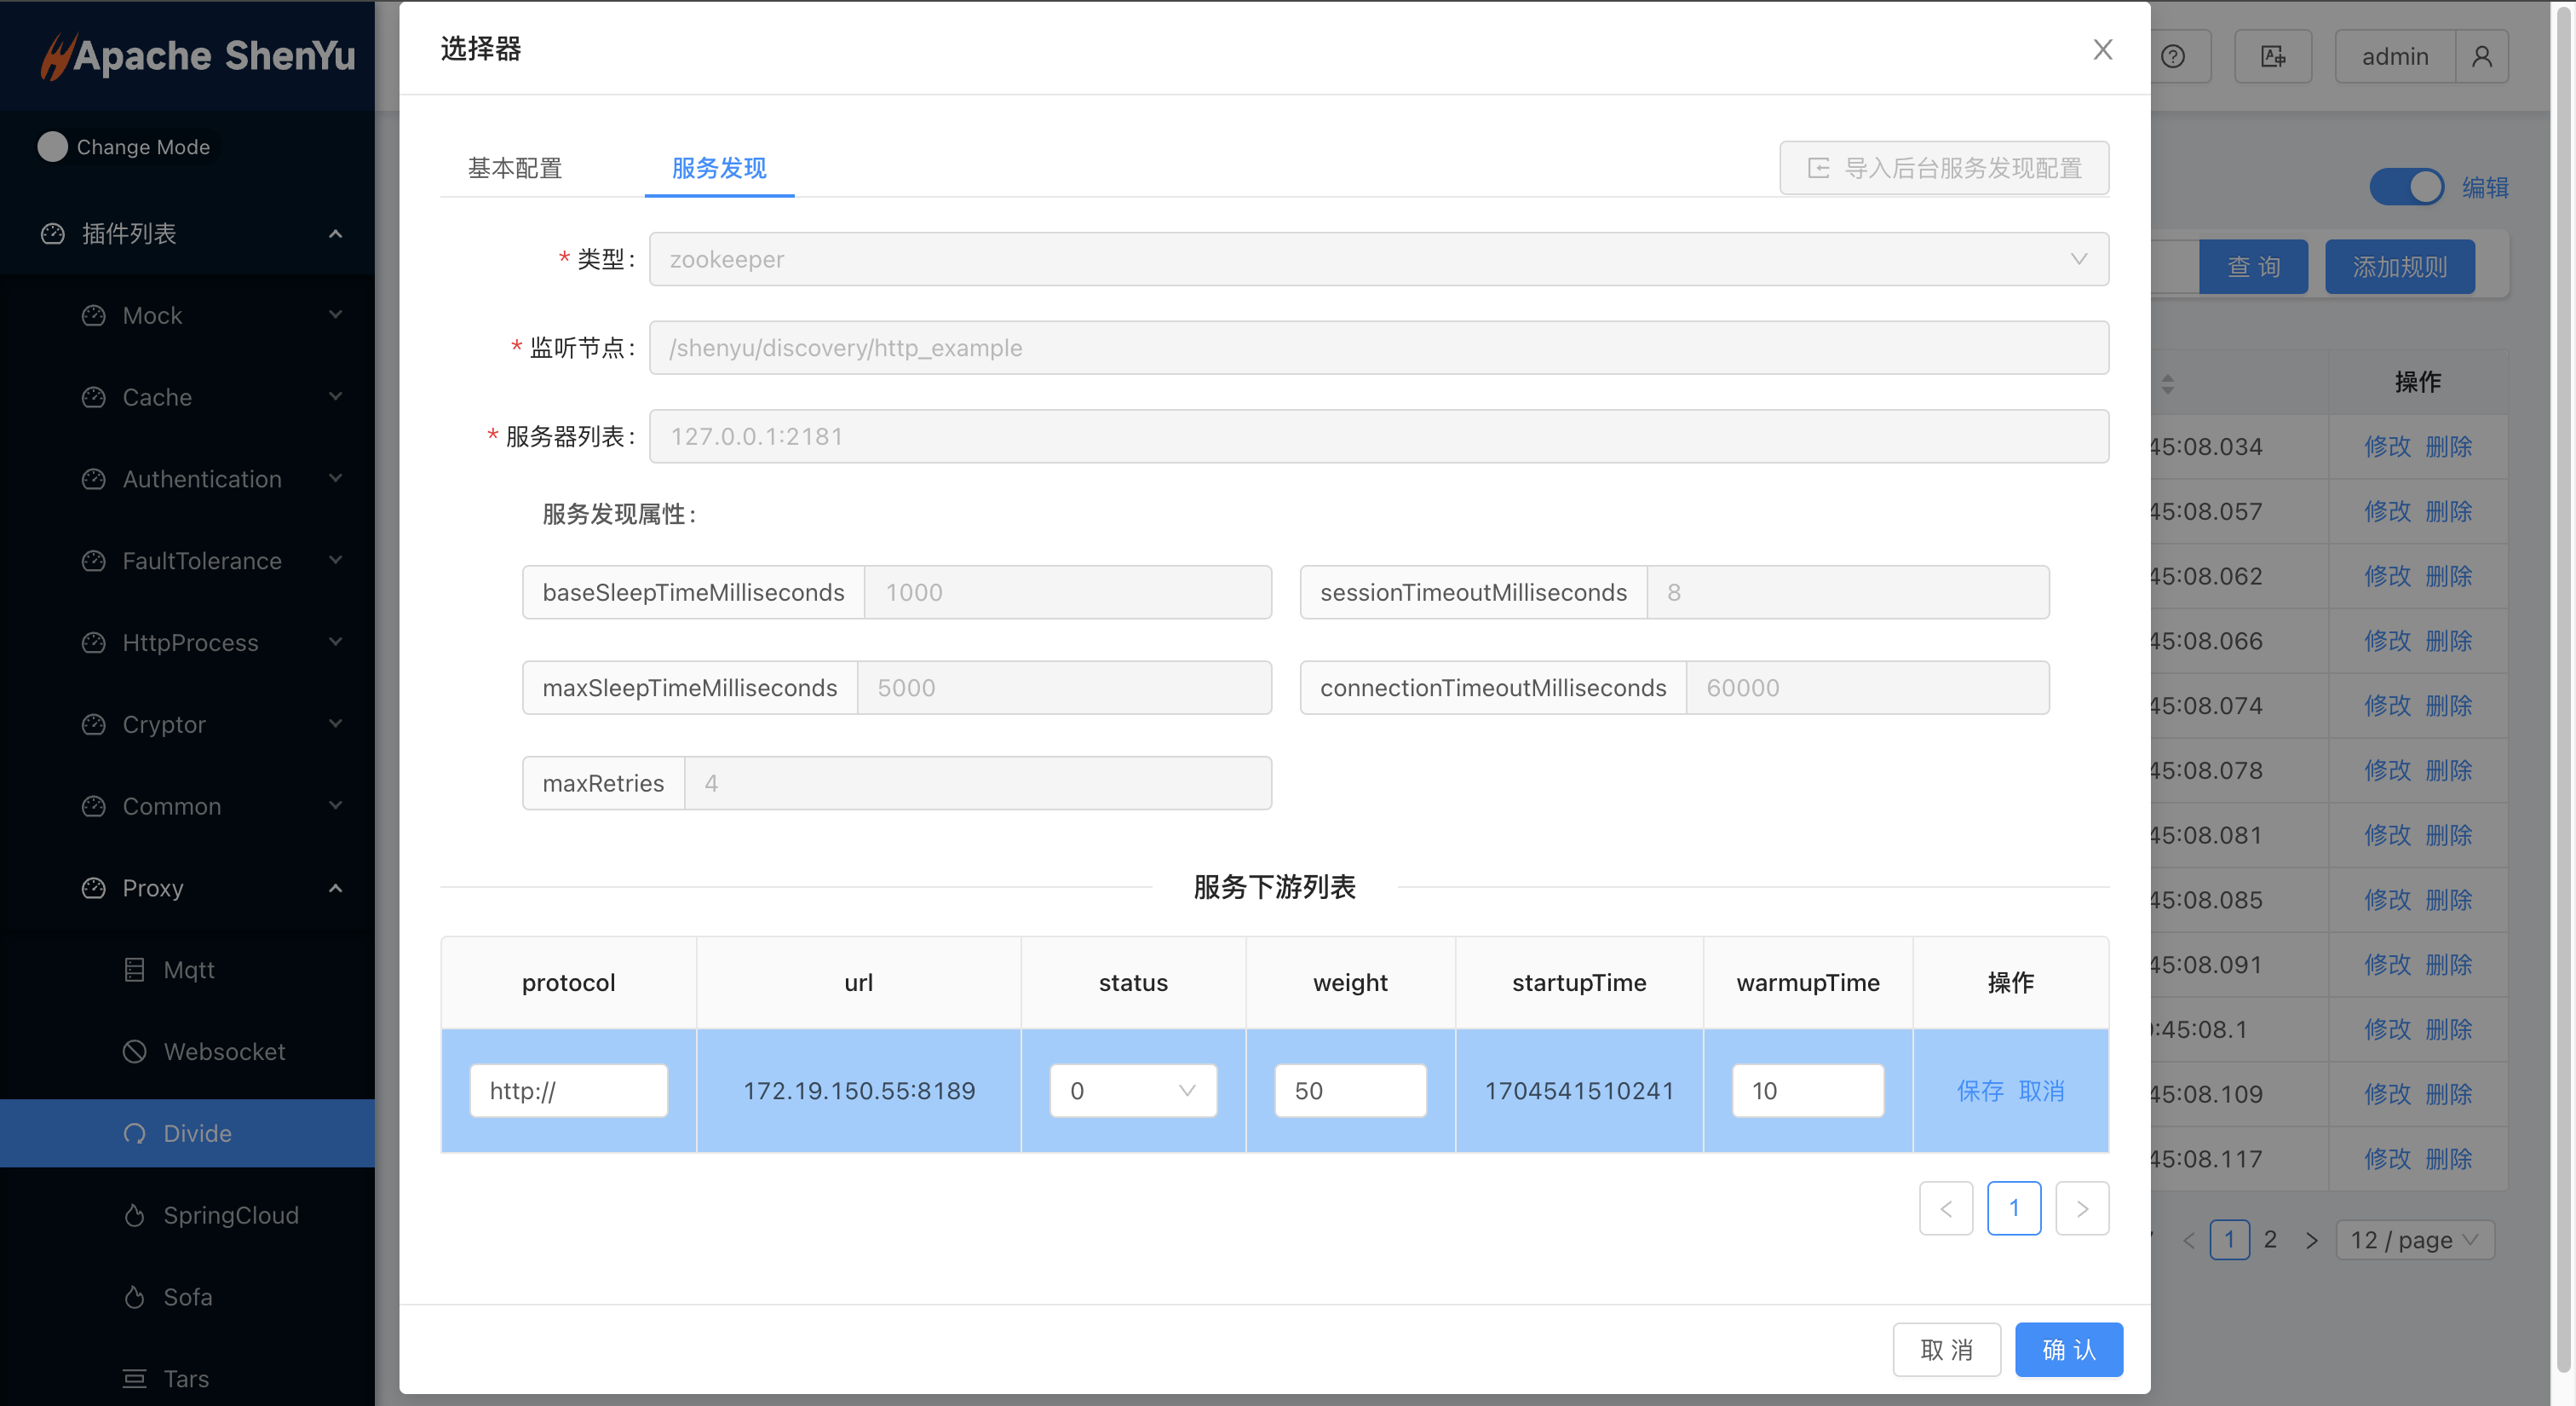 Apache ShenYu
Change Mode
插件列表
Mock
Cache
Authentication
FaultTolerance
HttpProcess
Cryptor
Common
Proxy
Mqtt
Websocket
Divide
SpringCloud
Sofa
Tars
选择器
基本配置 服务发现 导入后台服务发现配置
* 类型: zookeeper
* 监听节点: /shenyu/discovery/http_example
* 服务器列表: 127.0.0.1:2181
服务发现属性:
baseSleepTimeMilliseconds 1000 sessionTimeoutMilliseconds 8
maxSleepTimeMilliseconds 5000 connectionTimeoutMilliseconds 60000
maxRetries 4
服务下游列表
protocol url status weight startupTime warmupTime 操作
http:// 172.19.150.55:8189 0 50 1704541510241 10 保存 取消
1
取 消 确 认
admin
编辑
查 询 添加规则
操作
45:08.034 修改 删除
45:08.057 修改 删除
45:08.062 修改 删除
45:08.066 修改 删除
45:08.074 修改 删除
45:08.078 修改 删除
45:08.081 修改 删除
45:08.085 修改 删除
45:08.091 修改 删除
:45:08.1 修改 删除
45:08.109 修改 删除
45:08.117 修改 删除
1 2 12 / page